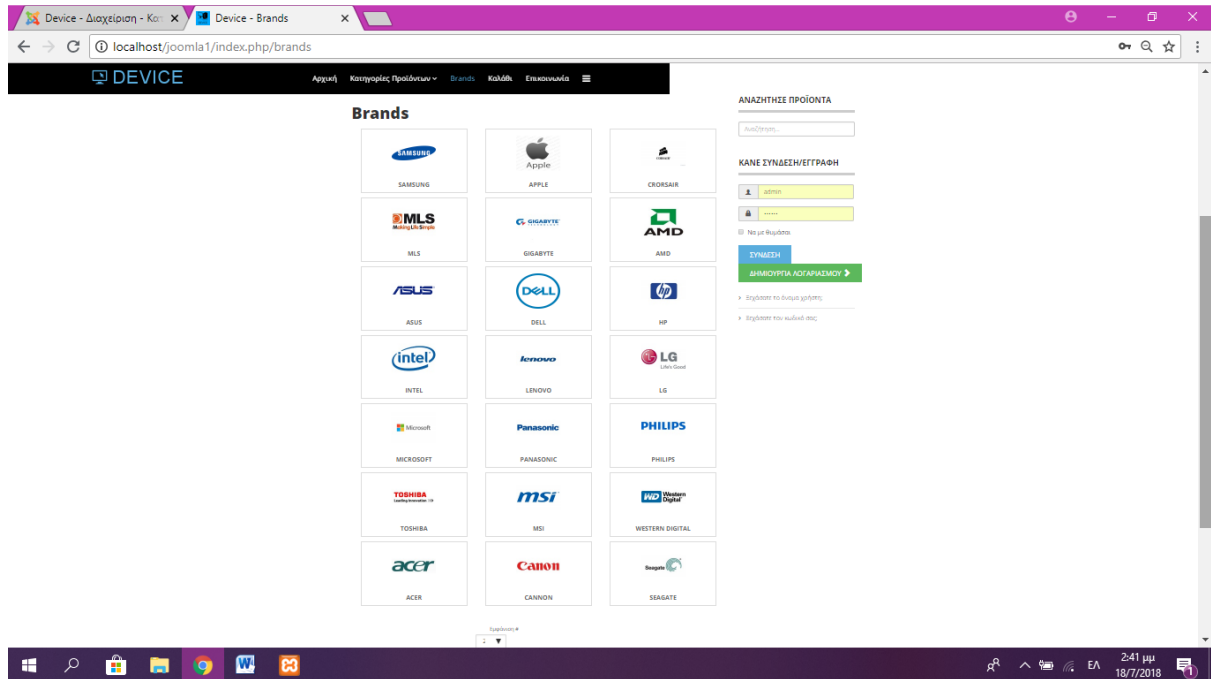 Device - Διαχείριση - Κατ
Device - Brands
localhost/joomla1/index.php/brands
DEVICE
Αρχική Κατηγορίες Προϊόντων Brands Καλάθι Επικοινωνία
Brands
SAMSUNG
SAMSUNG
Apple
APPLE
CORSAIR
CRORSAIR
MLS
Making Life Simple
MLS
GIGABYTE
GIGABYTE
AMD
AMD
ASUS
ASUS
DELL
DELL
hp
HP
intel
INTEL
lenovo
LENOVO
LG
Life's Good
LG
Microsoft
MICROSOFT
Panasonic
PANASONIC
PHILIPS
PHILIPS
TOSHIBA
Leading Innovation
TOSHIBA
msi
MSI
WD Western Digital
WESTERN DIGITAL
acer
ACER
Canon
CANNON
Seagate
SEAGATE
Εμφάνιση #
ΑΝΑΖΗΤΗΣΕ ΠΡΟΪΟΝΤΑ
Αναζήτηση...
ΚΑΝΕ ΣΥΝΔΕΣΗ/ΕΓΓΡΑΦΗ
admin
······
Να με θυμάσαι
ΣΥΝΔΕΣΗ
ΔΗΜΙΟΥΡΓΙΑ ΛΟΓΑΡΙΑΣΜΟΥ
Ξεχάσατε το όνομα χρήστη;
Ξεχάσατε τον κωδικό σας;
ΕΛ
2:41 μμ
18/7/2018
1